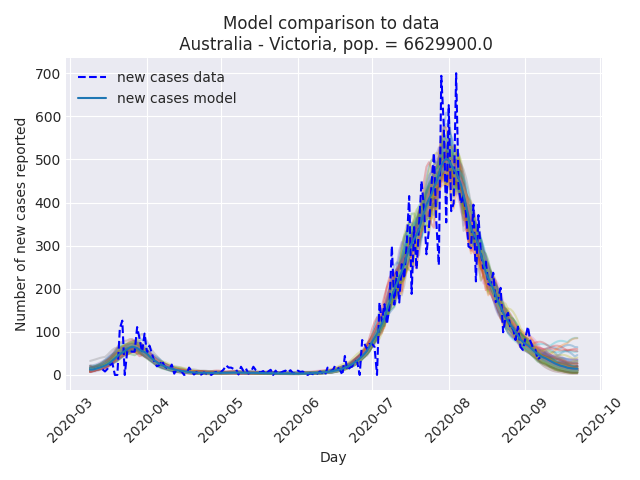 Model comparison to data
Australia - Victoria, pop. = 6629900.0
new cases data
new cases model
Number of new cases reported
700
600
500
400
300
200
100
0
2020-03
2020-04
2020-05
2020-06
2020-07
2020-08
2020-09
2020-10
Day